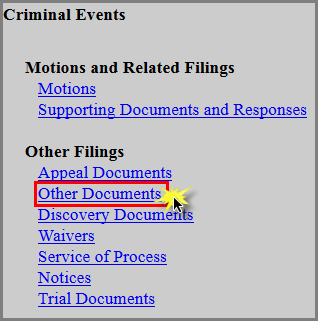 Criminal Events
Motions and Related Filings
Motions
Supporting Documents and Responses
Other Filings
Appeal Documents
Other Documents
Discovery Documents
Waivers
Service of Process
Notices
Trial Documents